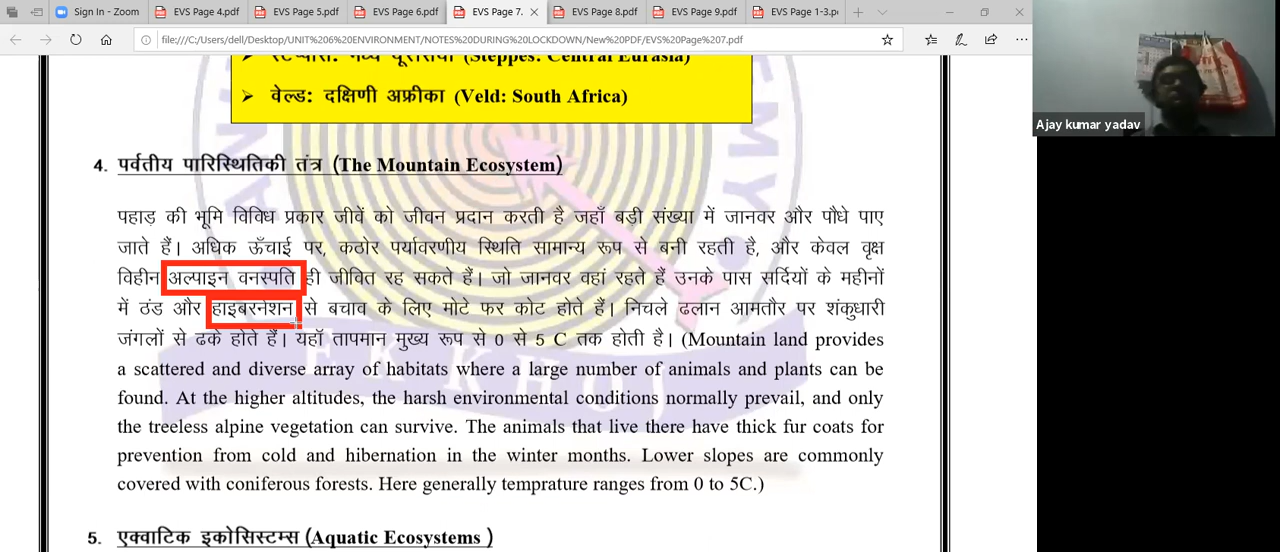 Sign In - Zoom EVS Page 4.pdf EVS Page 5.pdf EVS Page 6.pdf EVS Page 7. EVS Page 8.pdf EVS Page 9.pdf EVS Page 1-3.p
file:///C:/Users/dell/Desktop/UNIT%206%20ENVIRONMENT/NOTES%20DURING%20LOCKDOWN/New%20PDF/EVS%20Page%207.pdf
(Steppes: Central Eurasia)
➢ वेल्ड: दक्षिणी अफ्रीका (Veld: South Africa)
4. पर्वतीय पारिस्थितिकी तंत्र (The Mountain Ecosystem)
पहाड़ की भूमि विविध प्रकार जीवें को जीवन प्रदान करती है जहाँ बड़ी संख्या में जानवर और पौधे पाए
जाते हैं। अधिक ऊँचाई पर, कठोर पर्यावरणीय स्थिति सामान्य रूप से बनी रहती है, और केवल वृक्ष
विहीन अल्पाइन वनस्पति ही जीवित रह सकते हैं। जो जानवर वहां रहते हैं उनके पास सर्दियों के महीनों
में ठंड और हाइबरनेशन से बचाव के लिए मोटे फर कोट होते हैं। निचले ढलान आमतौर पर शंकुधारी
जंगलों से ढके होते हैं। यहाँ तापमान मुख्य रूप से 0 से 5 C तक होती है। (Mountain land provides
a scattered and diverse array of habitats where a large number of animals and plants can be
found. At the higher altitudes, the harsh environmental conditions normally prevail, and only
the treeless alpine vegetation can survive. The animals that live there have thick fur coats for
prevention from cold and hibernation in the winter months. Lower slopes are commonly
covered with coniferous forests. Here generally temprature ranges from 0 to 5C.)
5. एक्वाटिक इकोसिस्टम्स (Aquatic Ecosystems )
Ajay kumar yadav